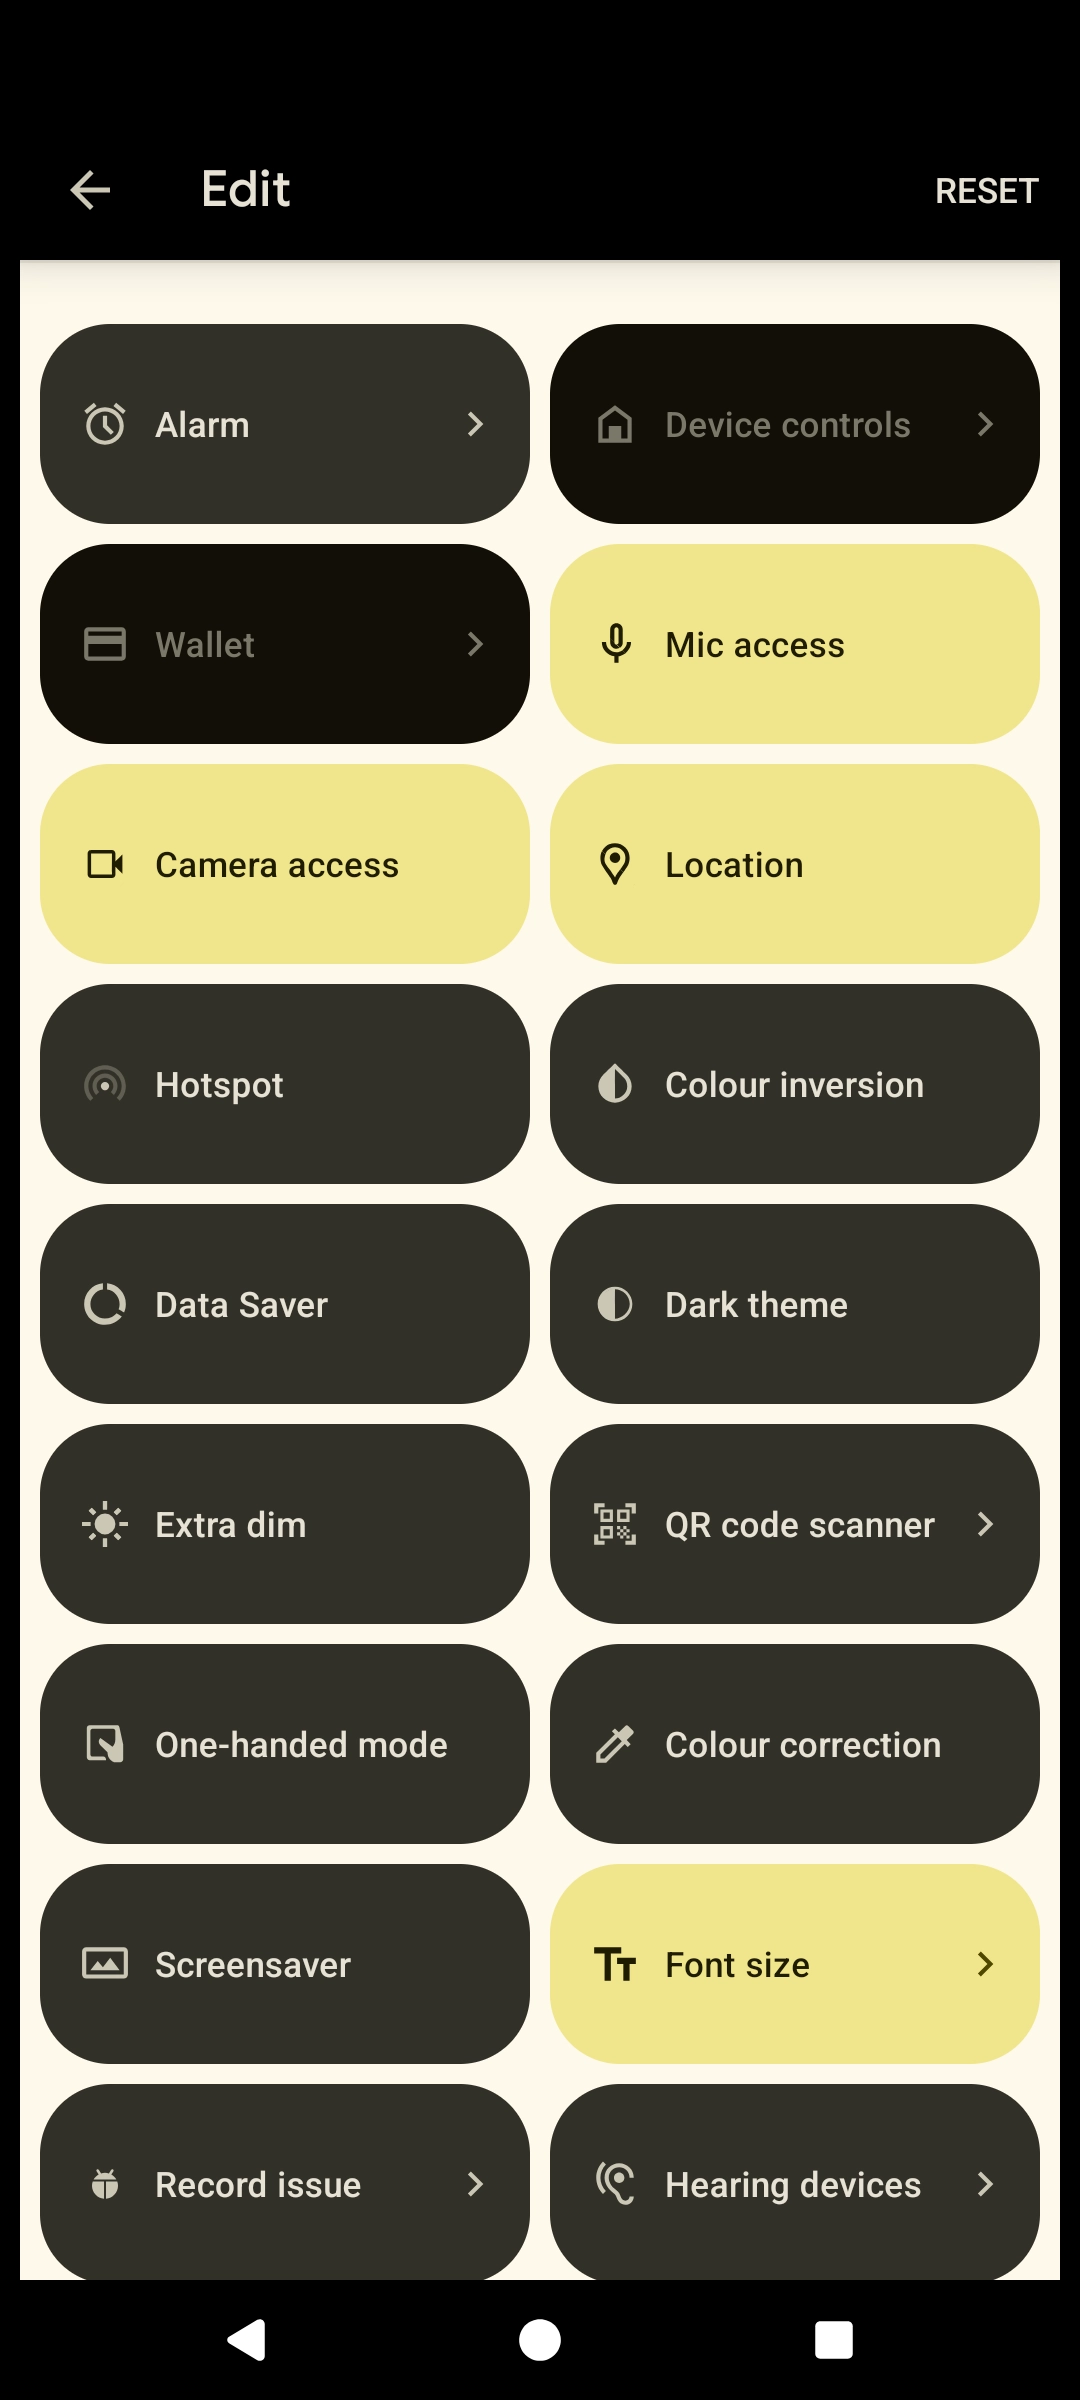 Edit
RESET
Alarm
Device controls
Wallet
Mic access
Camera access
Location
Hotspot
Colour inversion
Data Saver
Dark theme
Extra dim
QR code scanner
One-handed mode
Colour correction
Screensaver
Font size
Record issue
Hearing devices